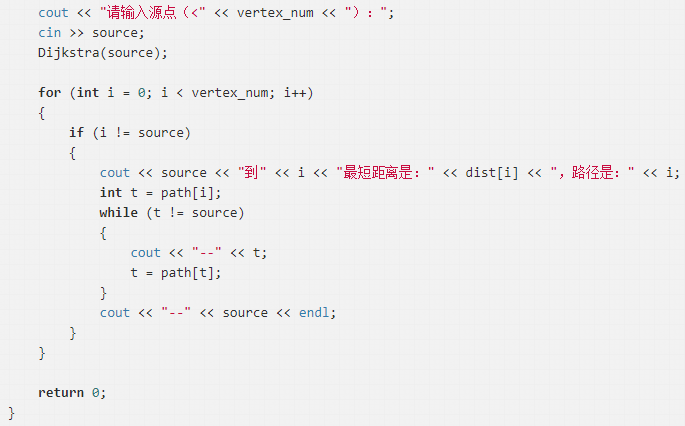 cout << "请输入源点（<" << vertex_num << "）：";
cin >> source;
Dijkstra(source);
for (int i = 0; i < vertex_num; i++)
{
if (i != source)
{
cout << source << "到" << i << "最短距离是：" << dist[i] << "，路径是：" << i;
int t = path[i];
while (t != source)
{
cout << "--" << t;
t = path[t];
}
cout << "--" << source << endl;
}
}
return 0;
}